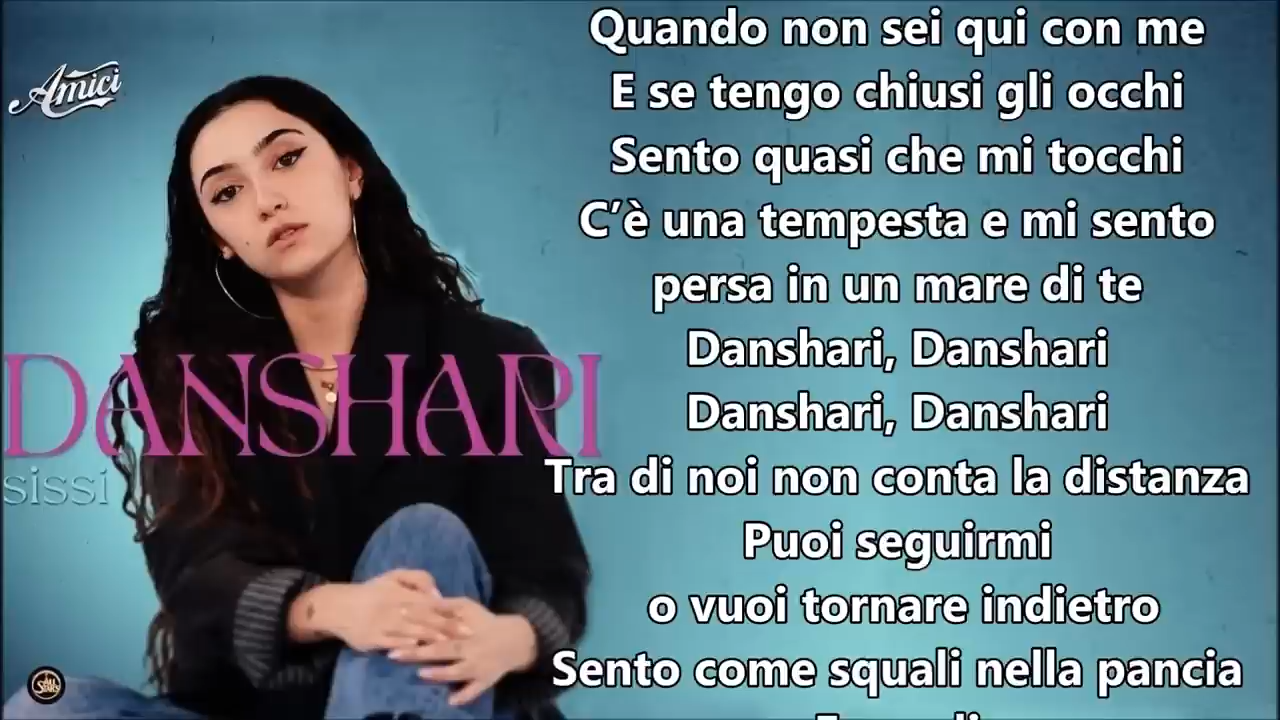 Amici
DANSHARI
sissi
ALL
STARS
Quando non sei qui con me
E se tengo chiusi gli occhi
Sento quasi che mi tocchi
C’è una tempesta e mi sento
persa in un mare di te
Danshari, Danshari
Danshari, Danshari
Tra di noi non conta la distanza
Puoi seguirmi
o vuoi tornare indietro
Sento come squali nella pancia